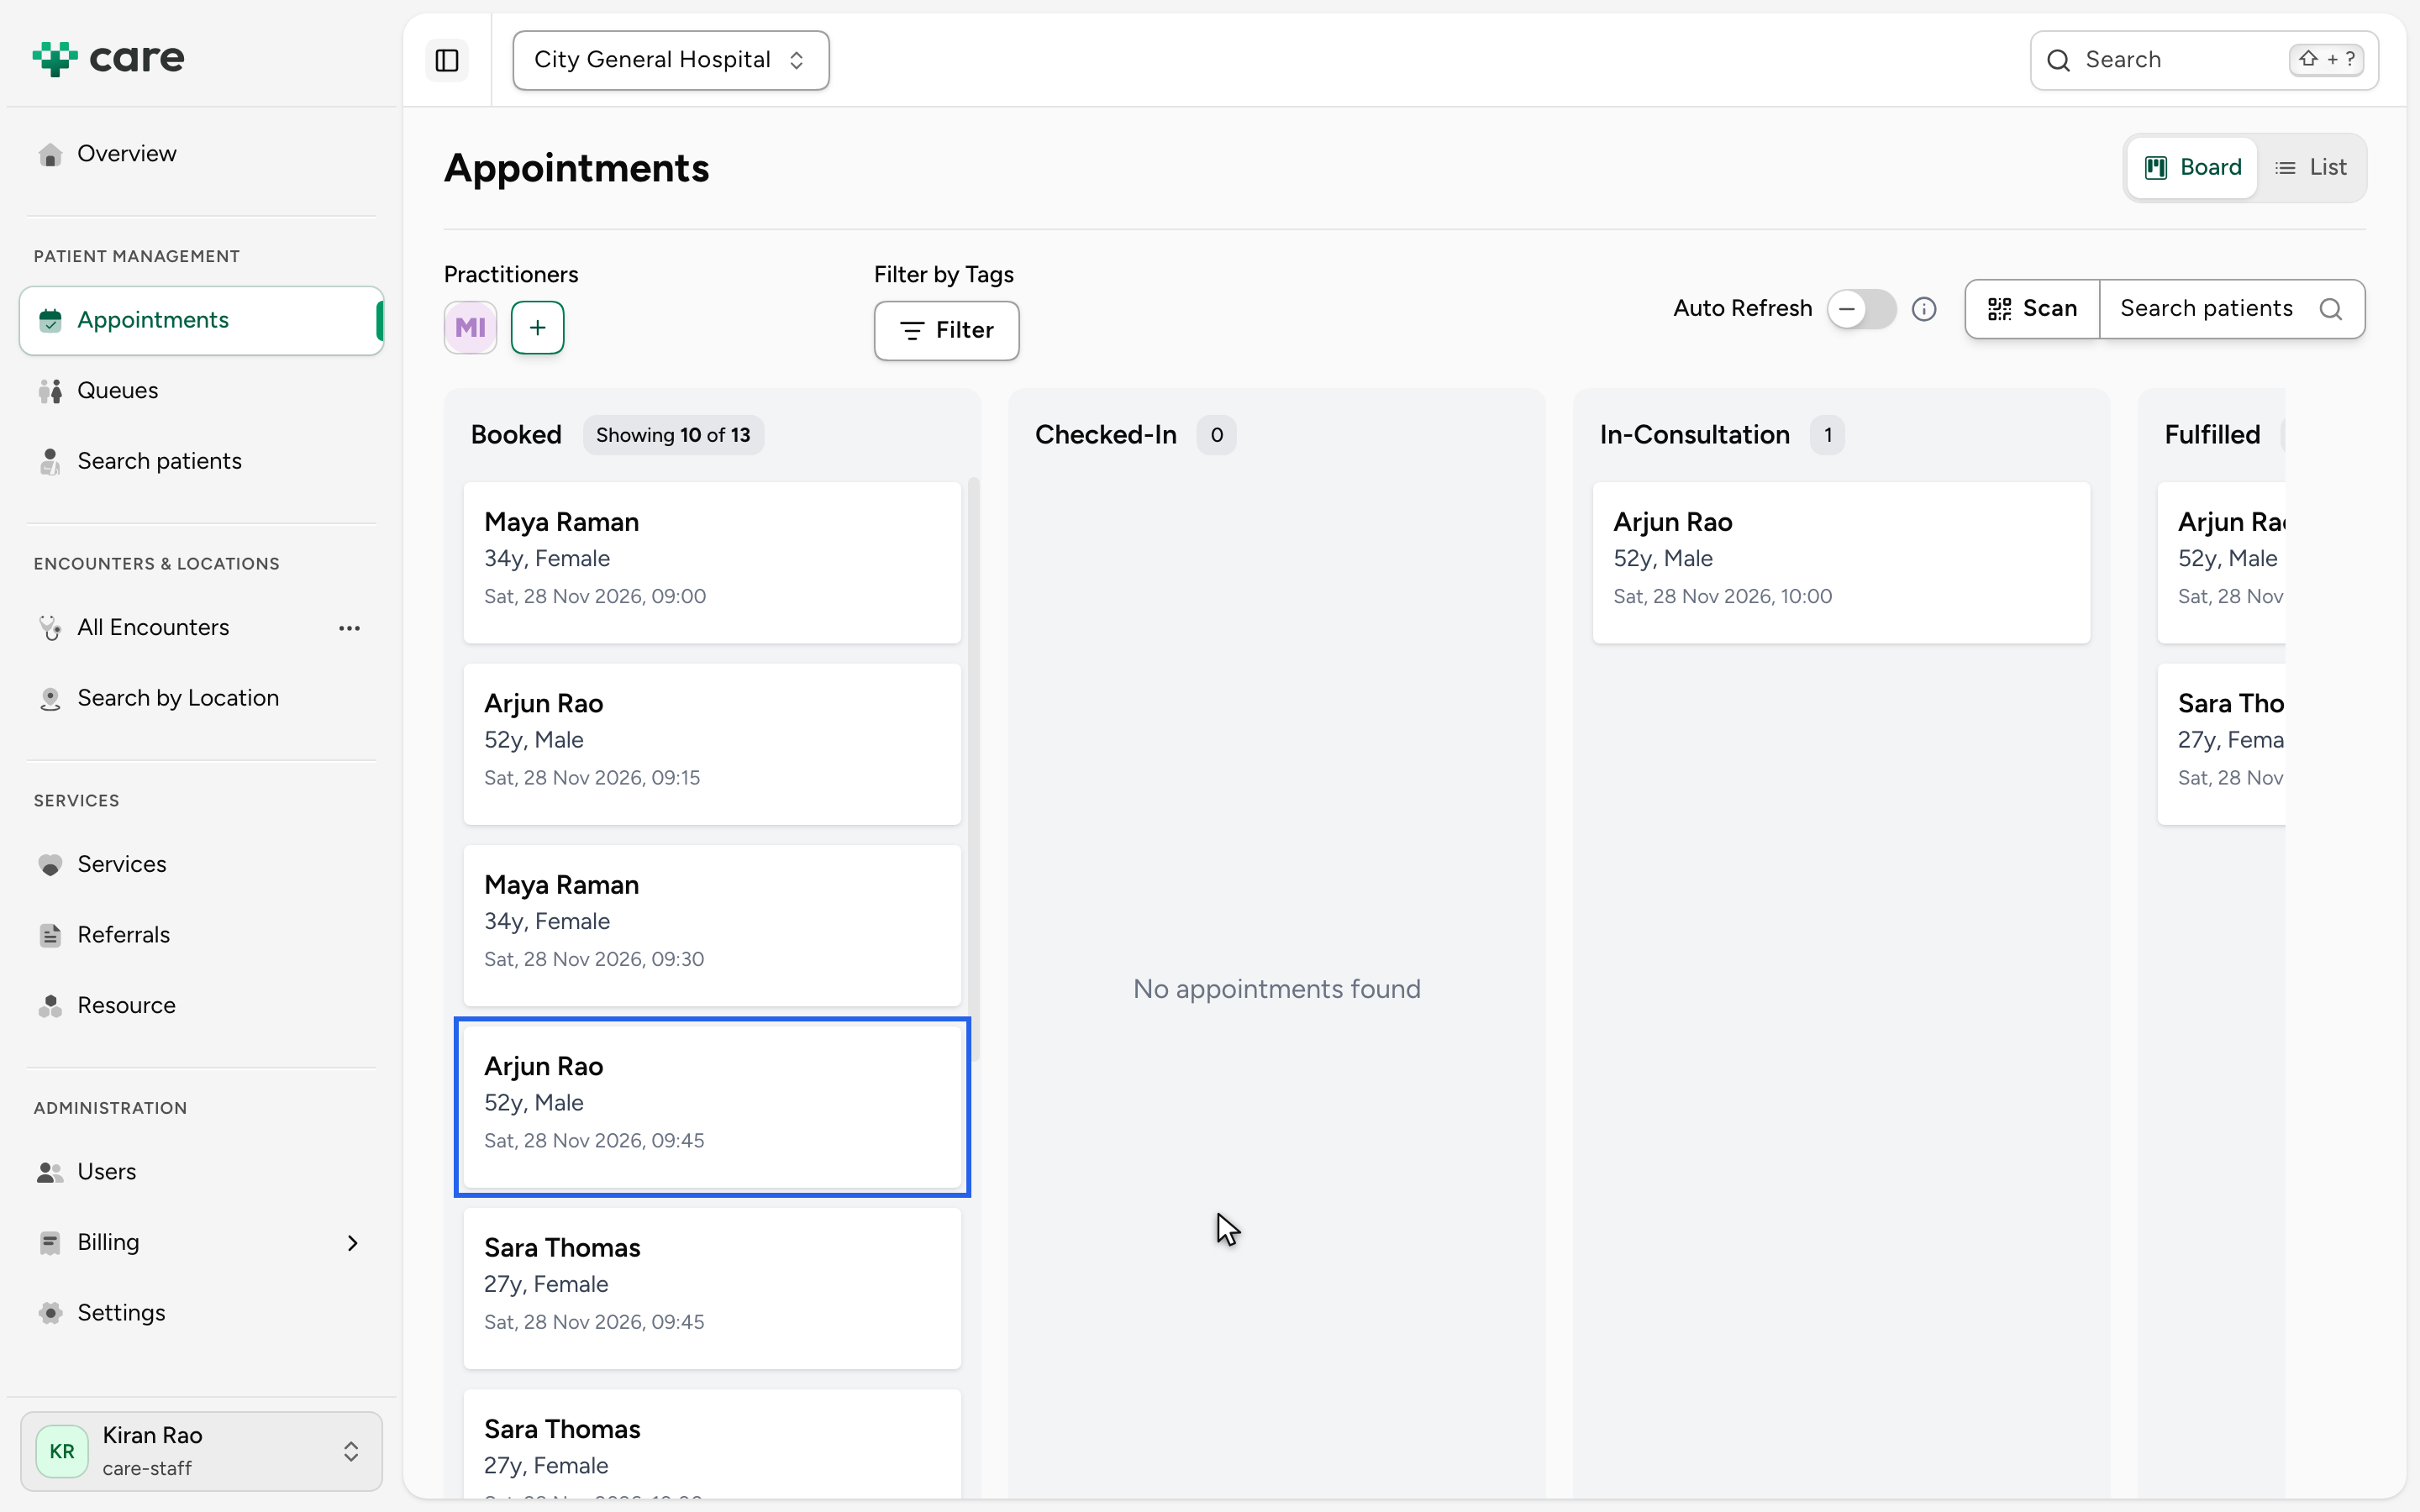 care
City General Hospital
Search
+ ?
Overview
PATIENT MANAGEMENT
Appointments
Queues
Search patients
ENCOUNTERS & LOCATIONS
All Encounters
Search by Location
SERVICES
Services
Referrals
Resource
ADMINISTRATION
Users
Billing
Settings
KR
Kiran Rao
care-staff
Appointments
Board
List
Practitioners
MI
+
Filter by Tags
Filter
Auto Refresh
Scan
Search patients
Booked
Showing 10 of 13
Maya Raman
34y, Female
Sat, 28 Nov 2026, 09:00
Arjun Rao
52y, Male
Sat, 28 Nov 2026, 09:15
Maya Raman
34y, Female
Sat, 28 Nov 2026, 09:30
Arjun Rao
52y, Male
Sat, 28 Nov 2026, 09:45
Sara Thomas
27y, Female
Sat, 28 Nov 2026, 09:45
Sara Thomas
27y, Female
Checked-In
0
No appointments found
In-Consultation
1
Arjun Rao
52y, Male
Sat, 28 Nov 2026, 10:00
Fulfilled
Arjun
52y, Male
Sat, 28 Nov
Sara Tho
27y, Fema
Sat, 28 Nov